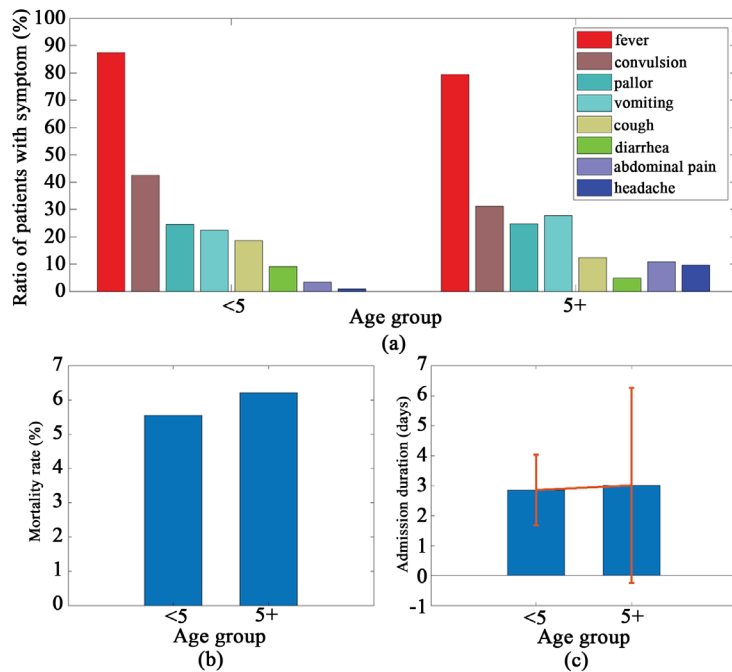 100
90
80
70
60
50
40
30
20
10
0
Ratio of patients with symptom (%)
fever
convulsion
pallor
vomiting
cough
diarrhea
abdominal pain
headache
<5
5+
Age group
(a)
7
6
5
4
3
2
1
0
Mortality rate (%)
<5
5+
Age group
(b)
7
6
5
4
3
2
1
0
-1
Admission duration (days)
<5
5+
Age group
(c)